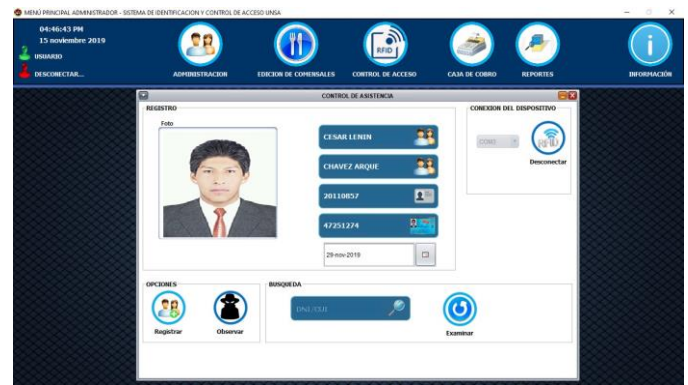 MENÚ PRINCIPAL ADMINISTRADOR - SISTEMA DE IDENTIFICACION Y CONTROL DE ACCESO UNSA
04:46:43 PM
15 noviembre 2019
USUARIO
DESCONECTAR...
ADMINISTRACION
EDICION DE COMENSALES
RFID
CONTROL DE ACCESO
CAJA DE COBRO
REPORTES
INFORMACIÓN
CONTROL DE ASISTENCIA
REGISTRO
Foto
CESAR LENIN
CHAVEZ ARQUE
20110857
47251274
29-nov-2019
CONEXION DEL DISPOSITIVO
RFID
Desconectar
OPCIONES
Registrar
Observar
BUSQUEDA
DNI/CUI
Examinar